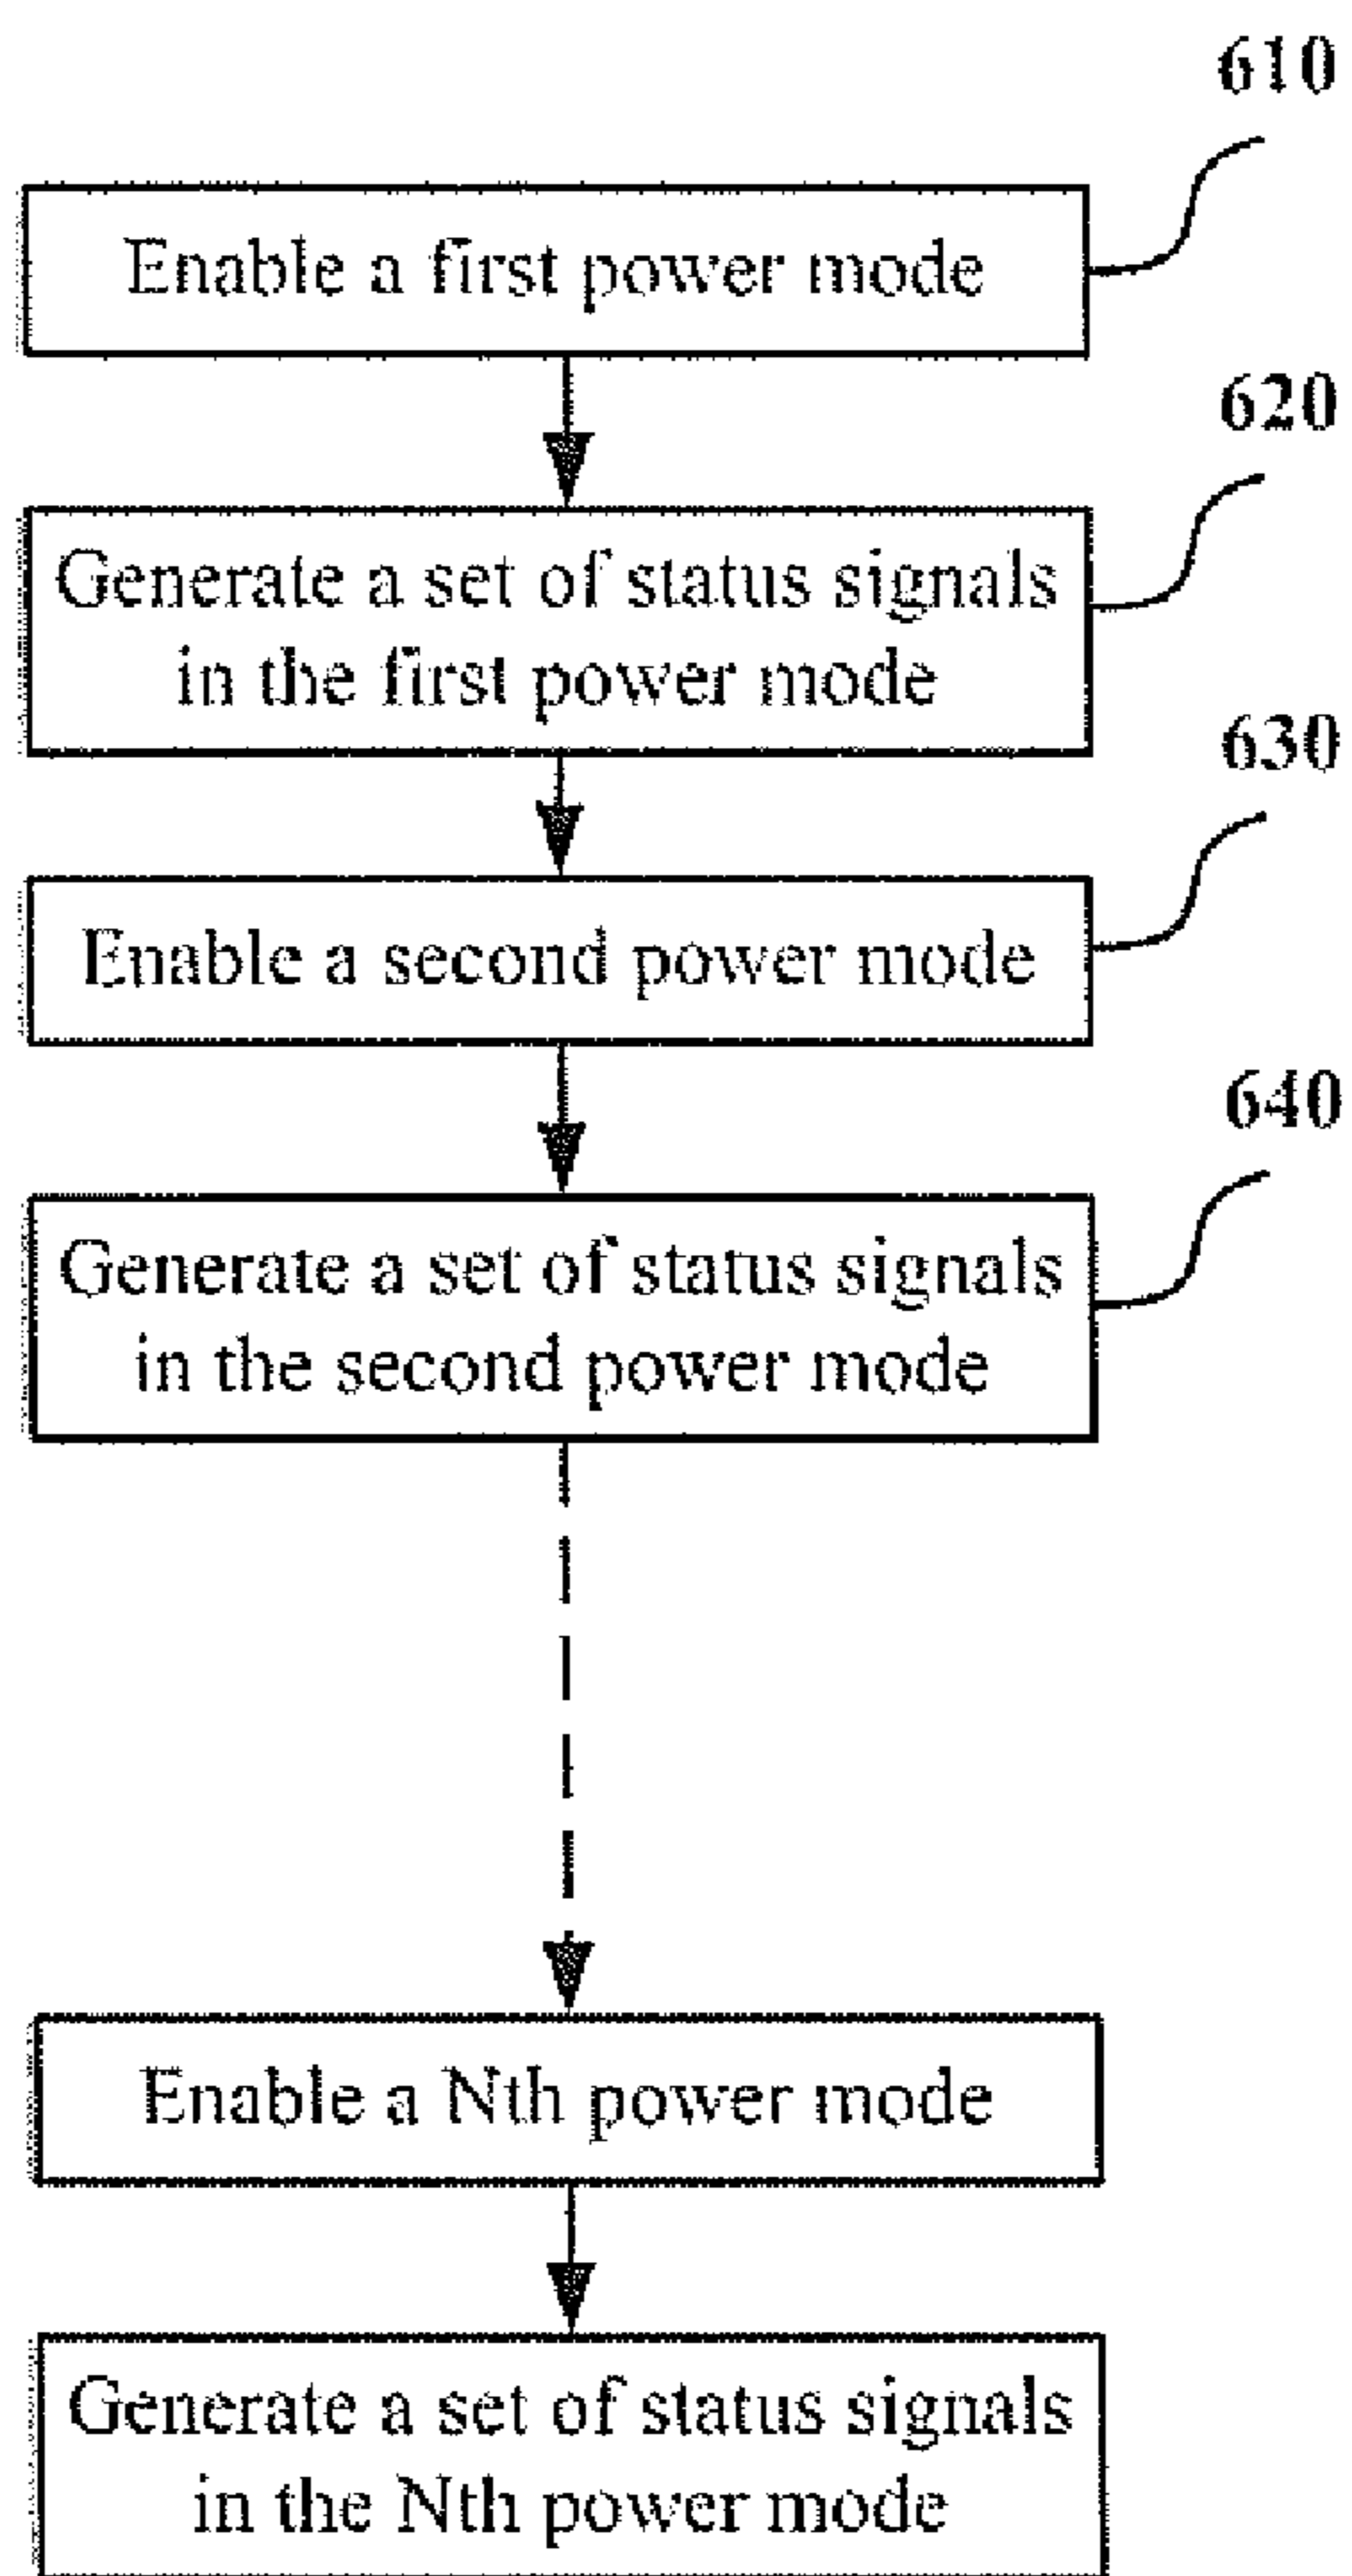 610
Enable a first power mode
620
Generate a set of status signals
in the first power mode
630
Enable a second power mode
640
Generate a set of status signals
in the second power mode
Enable a Nth power mode
Generate a set of status signals
in the Nth power mode